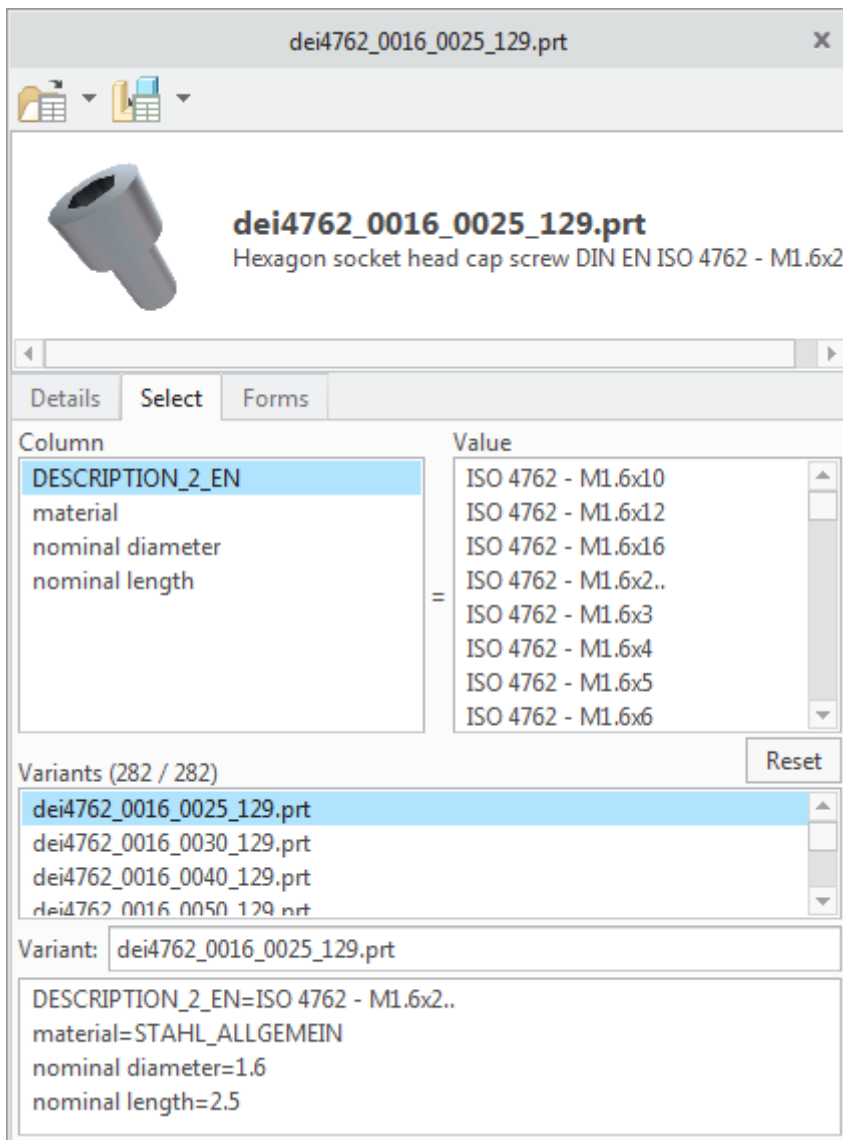 dei4762_0016_0025_129.prt
dei4762_0016_0025_129.prt
Hexagon socket head cap screw DIN EN ISO 4762 - M1.6x2
Details Select Forms
Column Value
DESCRIPTION_2_EN
material
nominal diameter
nominal length
=
ISO 4762 - M1.6x10
ISO 4762 - M1.6x12
ISO 4762 - M1.6x16
ISO 4762 - M1.6x2..
ISO 4762 - M1.6x3
ISO 4762 - M1.6x4
ISO 4762 - M1.6x5
ISO 4762 - M1.6x6
Reset
Variants (282 / 282)
dei4762_0016_0025_129.prt
dei4762_0016_0030_129.prt
dei4762_0016_0040_129.prt
dei4762_0016_0050_129.prt
Variant: dei4762_0016_0025_129.prt
DESCRIPTION_2_EN=ISO 4762 - M1.6x2..
material=STAHL_ALLGEMEIN
nominal diameter=1.6
nominal length=2.5